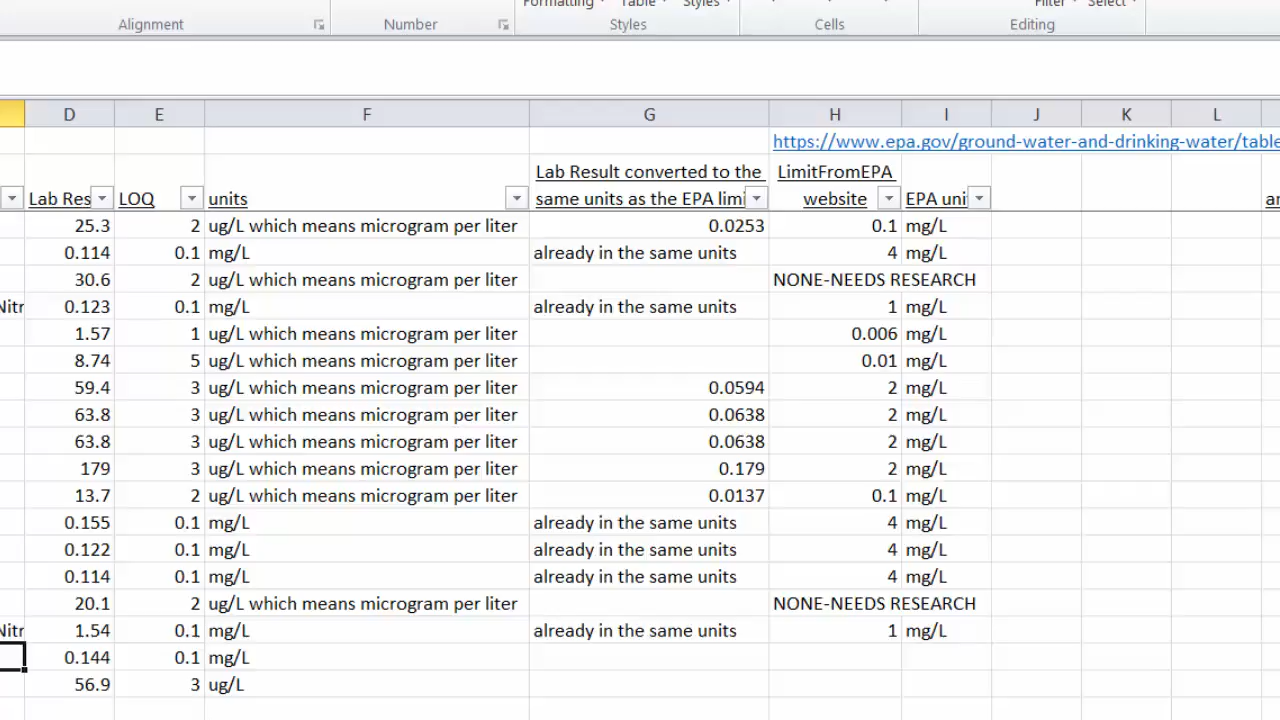 Formatting Table Styles Filter Select
Alignment Number Styles Cells Editing
D E F G H I J K L
https://www.epa.gov/ground-water-and-drinking-water/table
Lab Result converted to the LimitFromEPA
Lab Res LOQ units same units as the EPA limi website EPA uni
25.3 2 ug/L which means microgram per liter 0.0253 0.1 mg/L
0.114 0.1 mg/L already in the same units 4 mg/L
30.6 2 ug/L which means microgram per liter NONE-NEEDS RESEARCH
Nitr 0.123 0.1 mg/L already in the same units 1 mg/L
1.57 1 ug/L which means microgram per liter 0.006 mg/L
8.74 5 ug/L which means microgram per liter 0.01 mg/L
59.4 3 ug/L which means microgram per liter 0.0594 2 mg/L
63.8 3 ug/L which means microgram per liter 0.0638 2 mg/L
63.8 3 ug/L which means microgram per liter 0.0638 2 mg/L
179 3 ug/L which means microgram per liter 0.179 2 mg/L
13.7 2 ug/L which means microgram per liter 0.0137 0.1 mg/L
0.155 0.1 mg/L already in the same units 4 mg/L
0.122 0.1 mg/L already in the same units 4 mg/L
0.114 0.1 mg/L already in the same units 4 mg/L
20.1 2 ug/L which means microgram per liter NONE-NEEDS RESEARCH
Nitr 1.54 0.1 mg/L already in the same units 1 mg/L
0.144 0.1 mg/L
56.9 3 ug/L